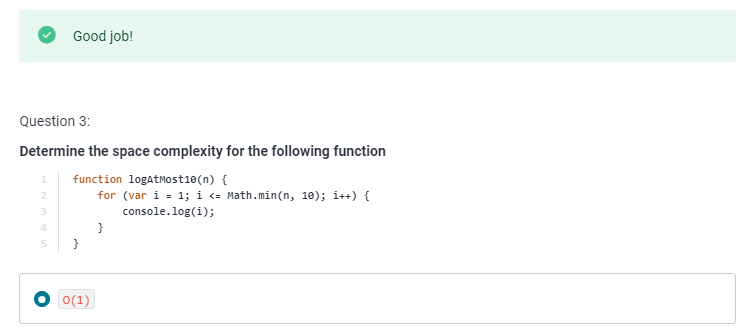 Good job!
Question 3:
Determine the space complexity for the following function
1 function logAtMost10(n) {
2 for (var i = 1; i <= Math.min(n, 10); i++) {
3 console.log(i);
4 }
5 }
O(1)